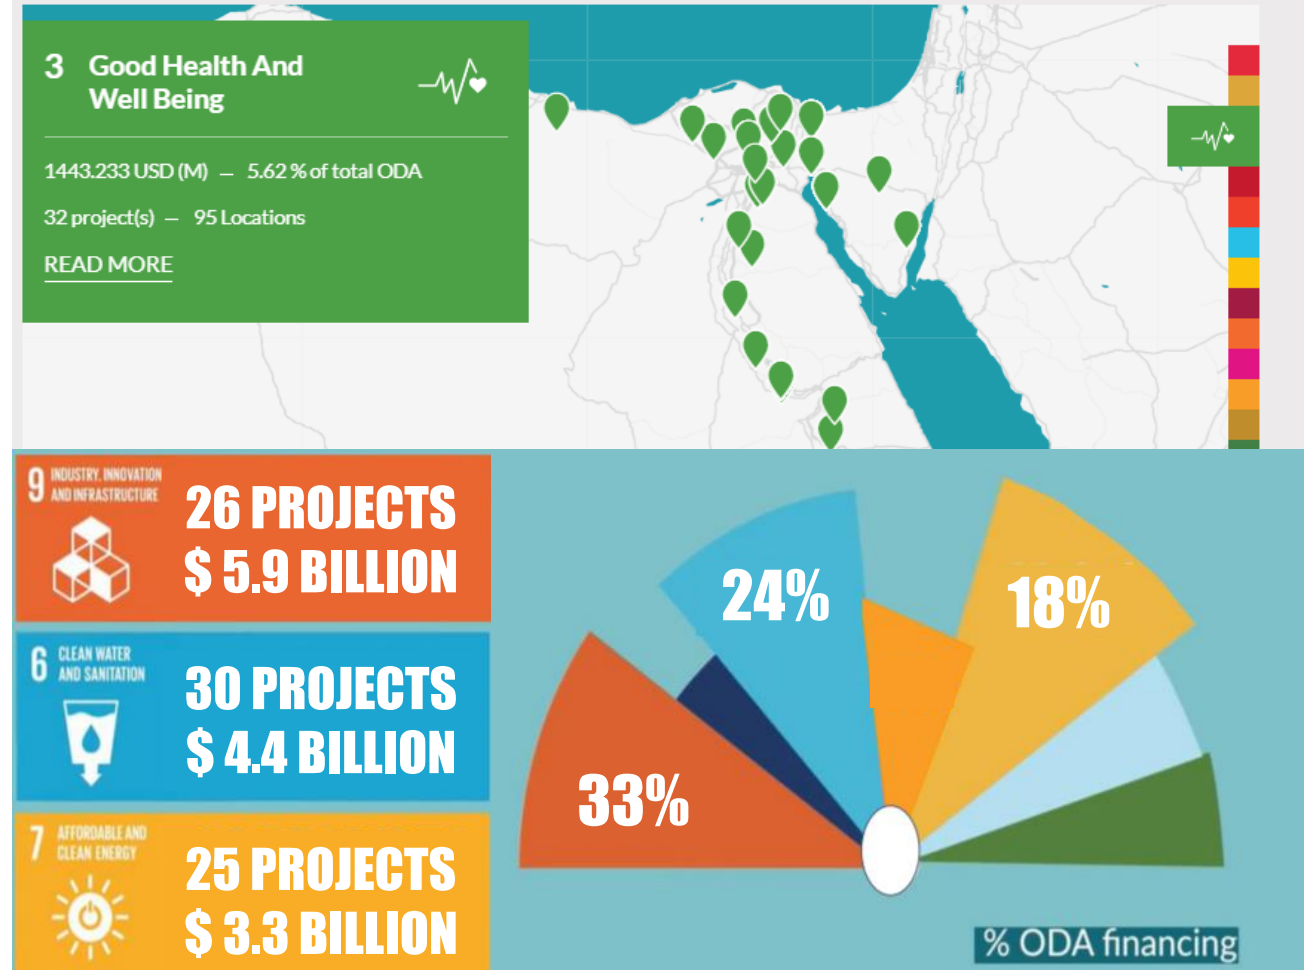 3 Good Health And
Well Being
1443.233 USD (M) – 5.62 % of total ODA
32 project(s) – 95 Locations
READ MORE
9 INDUSTRY, INNOVATION
AND INFRASTRUCTURE
26 PROJECTS
$ 5.9 BILLION
6 CLEAN WATER
AND SANITATION
30 PROJECTS
$ 4.4 BILLION
7 AFFORDABLE AND
CLEAN ENERGY
25 PROJECTS
$ 3.3 BILLION
33%
24%
18%
% ODA financing